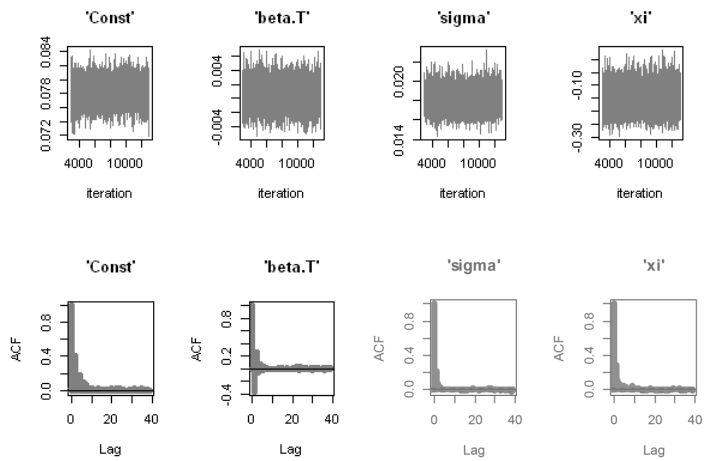 'Const' 'beta.T' 'sigma' 'xi'
0.084 0.078 0.072
0.004 -0.004
0.020 0.014
-0.10 -0.30
4000 10000 4000 10000 4000 10000 4000 10000
iteration iteration iteration iteration
'Const' 'beta.T' 'sigma' 'xi'
ACF ACF ACF ACF
0.8 0.4 0.0
0.8 0.2 -0.4
0.8 0.4 0.0
0.8 0.4 0.0
0 20 40 0 20 40 0 20 40 0 20 40
Lag Lag Lag Lag